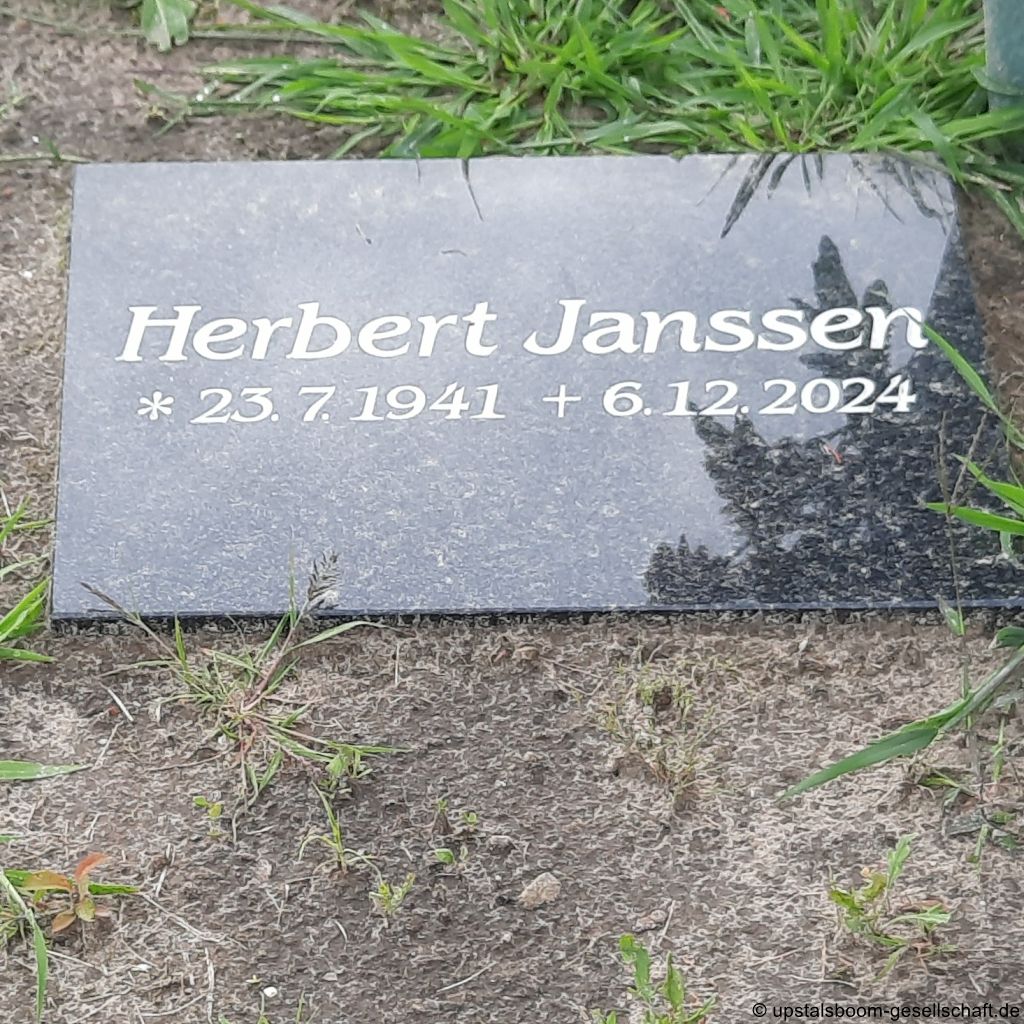 Herbert Janssen
* 23. 7. 1941 + 6. 12. 2024
© upstalsboom-gesellschaft.de